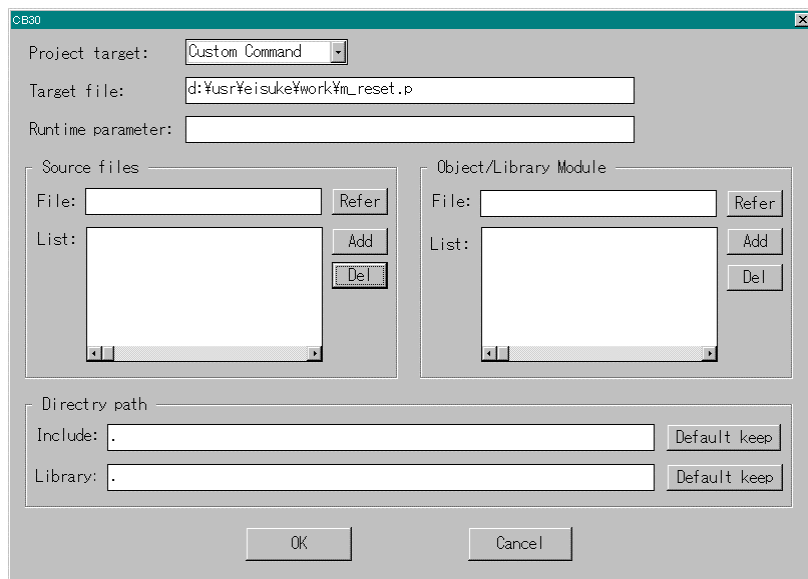 CB30
Project target: Custom Command
Target file: d:¥usr¥eisuke¥work¥m_reset.p
Runtime parameter:
Source files
File: Refer
List: Add
Del
Object/Library Module
File: Refer
List: Add
Del
Directry path
Include: . Default keep
Library: . Default keep
OK Cancel